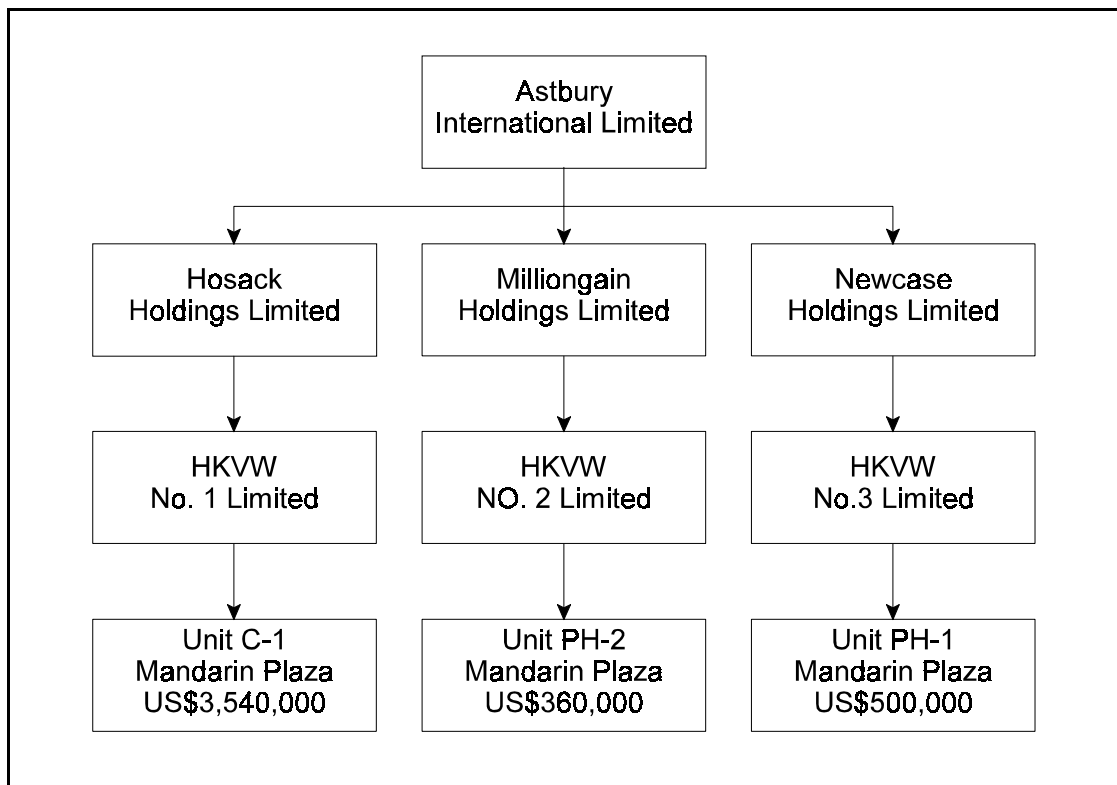 Astbury
International Limited
Hosack
Holdings Limited
Milliongain
Holdings Limited
Newcase
Holdings Limited
HKVW
No. 1 Limited
HKVW
NO. 2 Limited
HKVW
No.3 Limited
Unit C-1
Mandarin Plaza
US$3,540,000
Unit PH-2
Mandarin Plaza
US$360,000
Unit PH-1
Mandarin Plaza
US$500,000